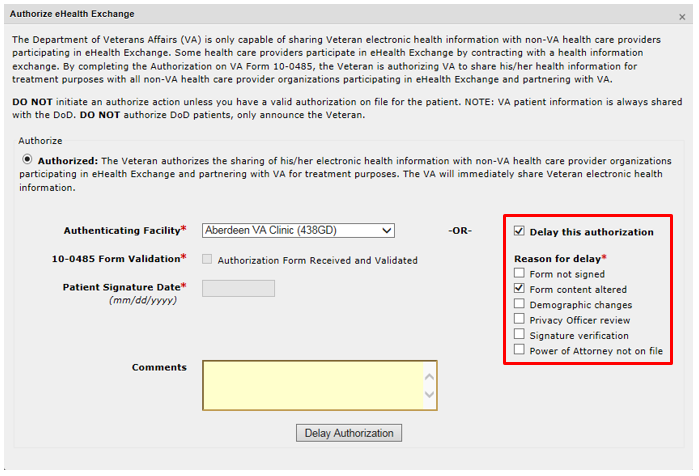 Authorize eHealth Exchange
The Department of Veterans Affairs (VA) is only capable of sharing Veteran electronic health information with non-VA health care providers
participating in eHealth Exchange. Some health care providers participate in eHealth Exchange by contracting with a health information
exchange. By completing the Authorization on VA Form 10-0485, the Veteran is authorizing VA to share his/her health information for
treatment purposes with all non-VA health care provider organizations participating in eHealth Exchange and partnering with VA.
DO NOT initiate an authorize action unless you have a valid authorization on file for the patient. NOTE: VA patient information is always shared
with the DoD. DO NOT authorize DoD patients, only announce the Veteran.
Authorize
Authorized: The Veteran authorizes the sharing of his/her electronic health information with non-VA health care provider organizations
participating in eHealth Exchange and partnering with VA for treatment purposes. The VA will immediately share Veteran electronic health
information.
Authenticating Facility* Aberdeen VA Clinic (438GD) -OR- Delay this authorization
10-0485 Form Validation* Authorization Form Received and Validated
Patient Signature Date*
(mm/dd/yyyy)
Reason for delay*
Form not signed
Form content altered
Demographic changes
Privacy Officer review
Signature verification
Power of Attorney not on file
Comments
Delay Authorization